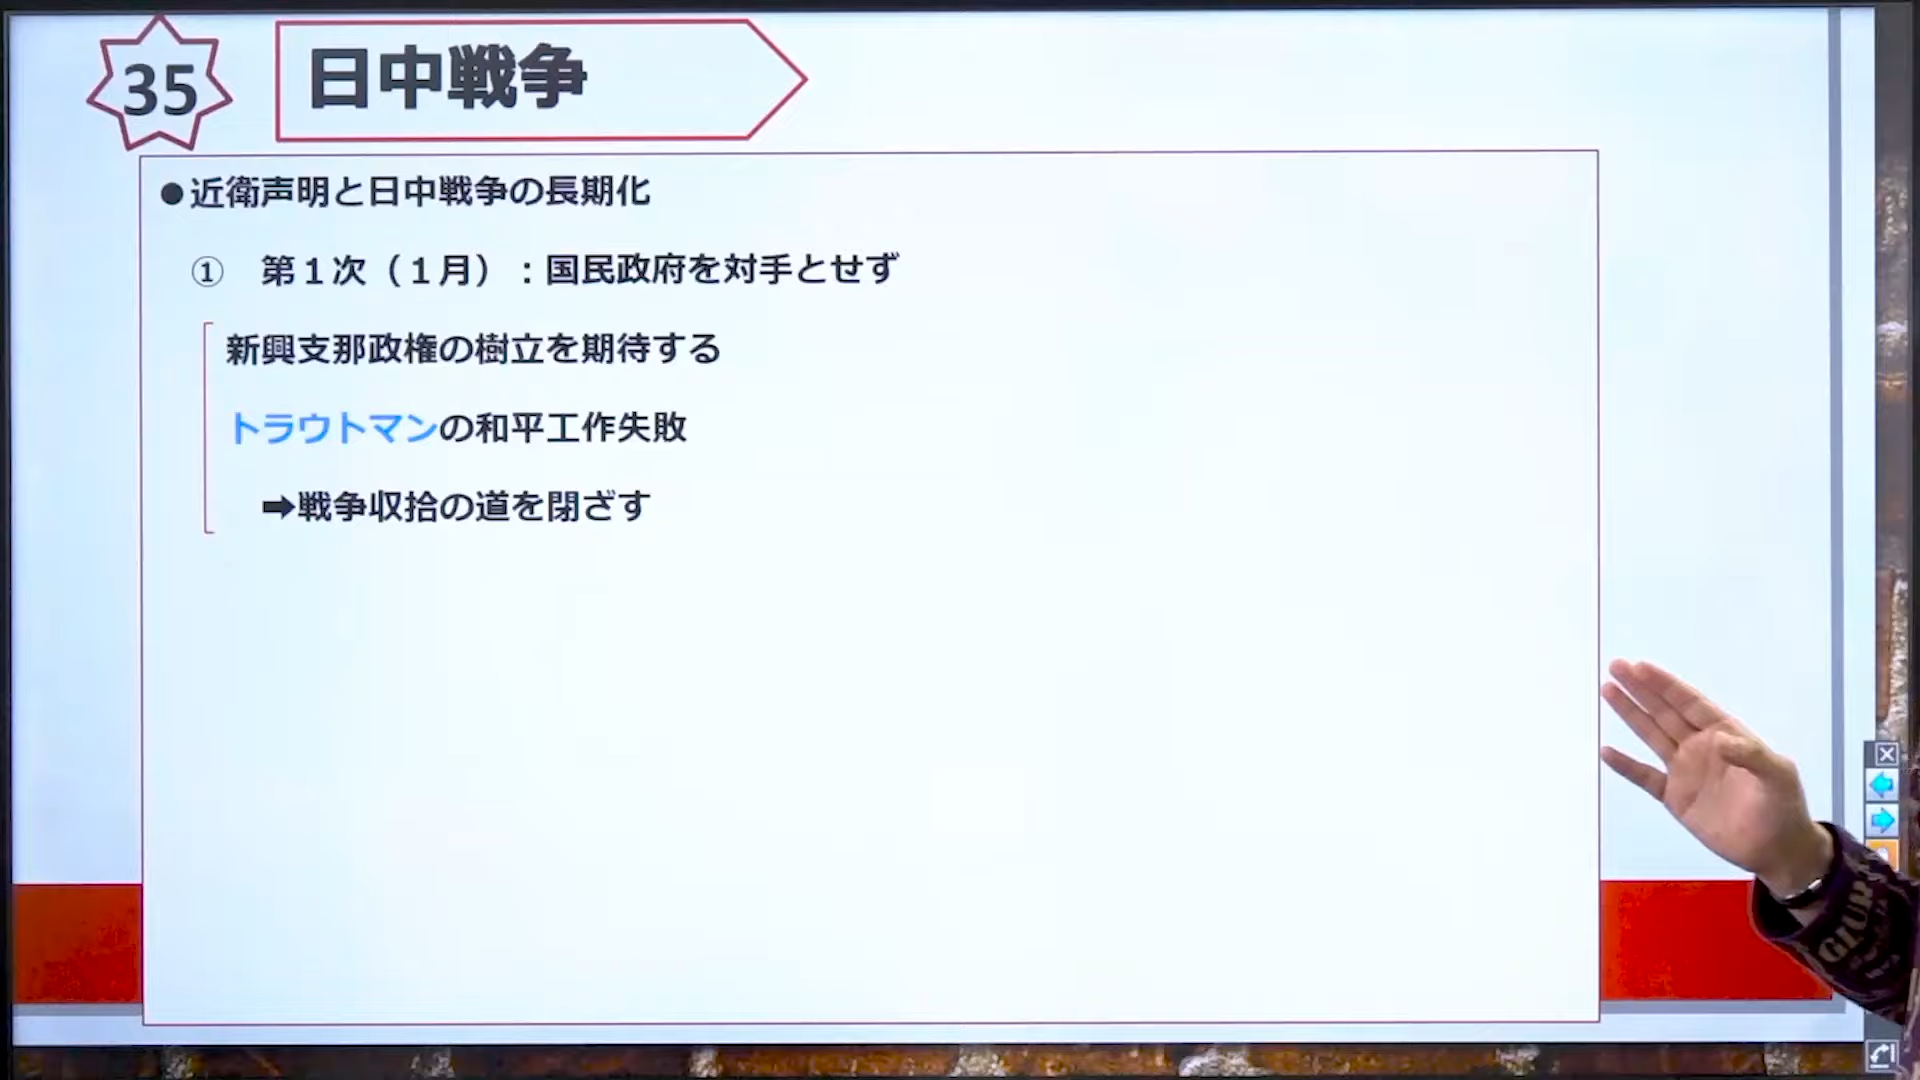 35
日中戦争
●近衛声明と日中戦争の長期化
① 第１次（１月）：国民政府を対手とせず
新興支那政権の樹立を期待する
トラウトマンの和平工作失敗
➡戦争収拾の道を閉ざす